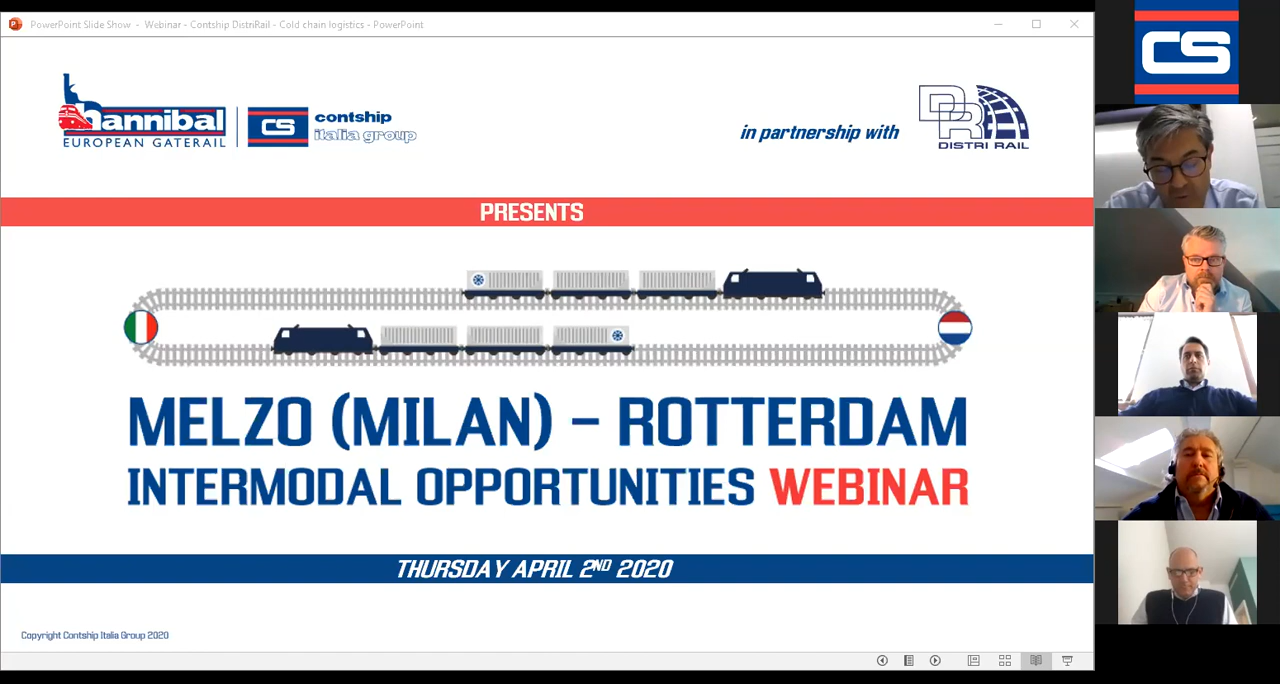 PowerPoint Slide Show - Webinar - Contship DistriRail - Cold chain logistics - PowerPoint
hannibal
EUROPEAN GATERAIL
CS
contship
italia group
in partnership with
DR
DISTRI RAIL
CS
PRESENTS
MELZO (MILAN) – ROTTERDAM
INTERMODAL OPPORTUNITIES WEBINAR
THURSDAY APRIL 2ND 2020
Copyright Contship Italia Group 2020